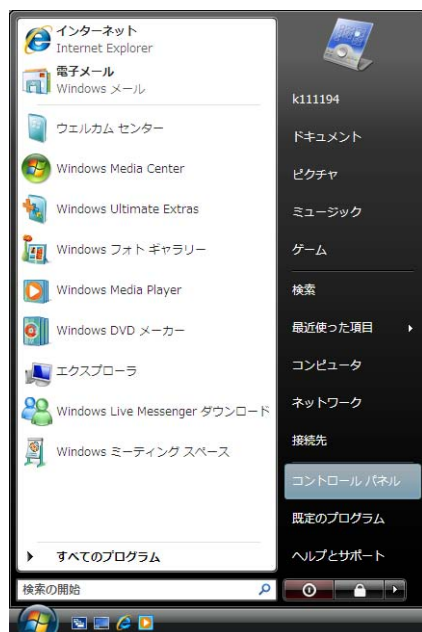 インターネット
Internet Explorer
電子メール
Windows メール
ウェルカム センター
Windows Media Center
Windows Ultimate Extras
Windows フォト ギャラリー
Windows Media Player
Windows DVD メーカー
エクスプローラ
Windows Live Messenger ダウンロード
Windows ミーティング スペース
すべてのプログラム
検索の開始
k111194
ドキュメント
ピクチャ
ミュージック
ゲーム
検索
最近使った項目
コンピュータ
ネットワーク
接続先
コントロール パネル
既定のプログラム
ヘルプとサポート